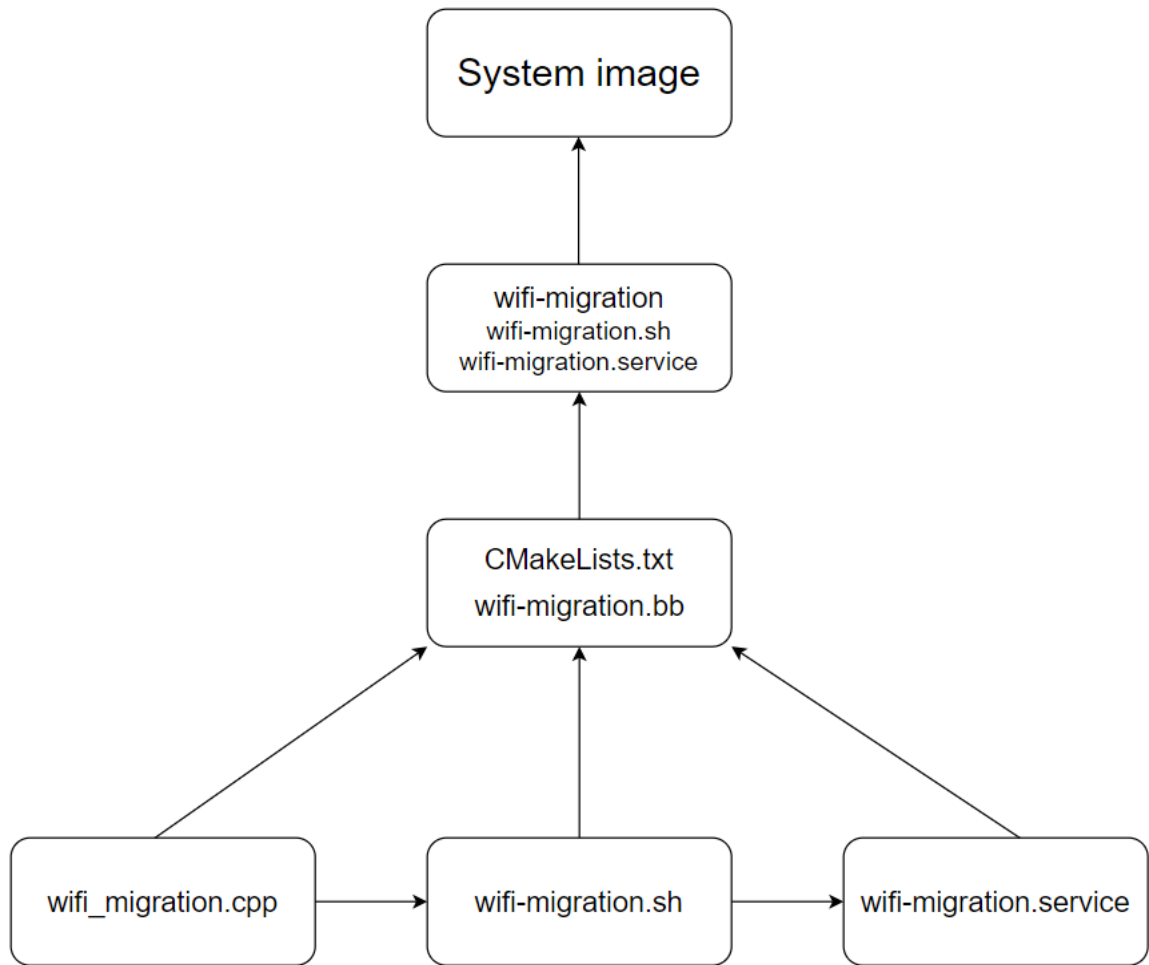 System image
wifi-migration
wifi-migration.sh
wifi-migration.service
CMakeLists.txt
wifi-migration.bb
wifi_migration.cpp
wifi-migration.sh
wifi-migration.service